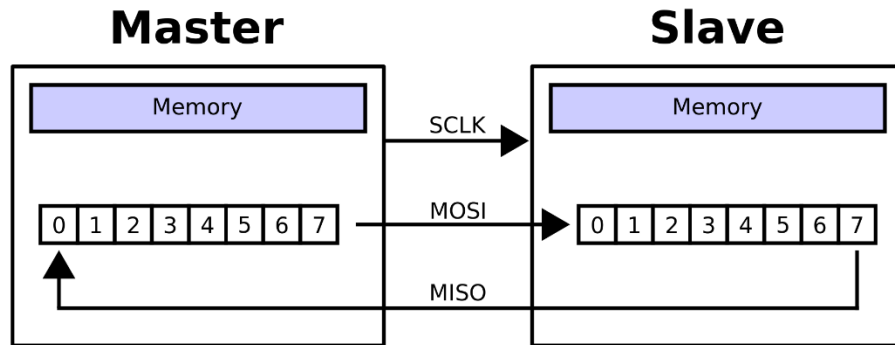 Master Slave
Memory Memory
SCLK
0 1 2 3 4 5 6 7 MOSI 0 1 2 3 4 5 6 7
MISO